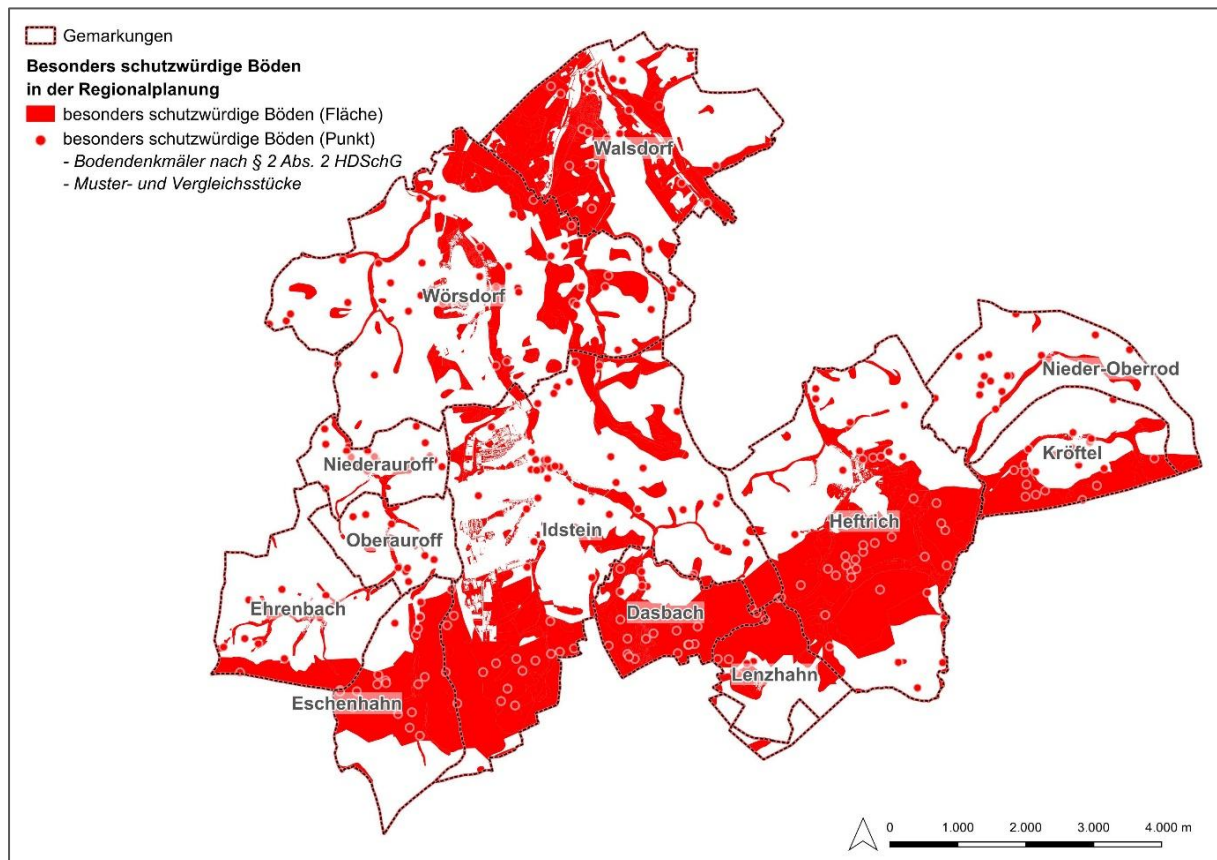 Gemarkungen
Besonders schutzwürdige Böden
in der Regionalplanung
besonders schutzwürdige Böden (Fläche)
besonders schutzwürdige Böden (Punkt)
- Bodendenkmäler nach § 2 Abs. 2 HDSchG
- Muster- und Vergleichsstücke
Walsdorf
Wörsdorf
Nieder-Oberrod
Kröftel
Niederauroff
Heftrich
Idstein
Oberauroff
Ehrenbach
Dasbach
Lenzhahn
Eschenhahn
0 1.000 2.000 3.000 4.000 m